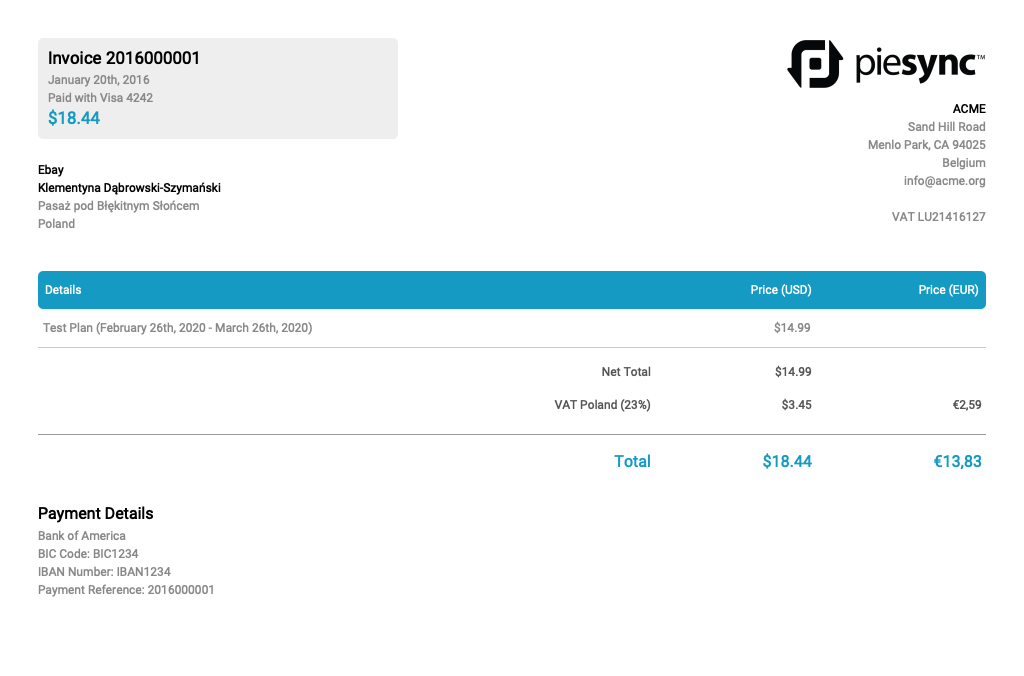 Invoice 2016000001
January 20th, 2016
Paid with Visa 4242
$18.44
piesync™
ACME
Sand Hill Road
Menlo Park, CA 94025
Belgium
info@acme.org
VAT LU21416127
Ebay
Klementyna Dąbrowski-Szymański
Pasaż pod Błękitnym Słońcem
Poland
Details Price (USD) Price (EUR)
Test Plan (February 26th, 2020 - March 26th, 2020) $14.99
Net Total $14.99
VAT Poland (23%) $3.45 €2,59
Total $18.44 €13,83
Payment Details
Bank of America
BIC Code: BIC1234
IBAN Number: IBAN1234
Payment Reference: 2016000001